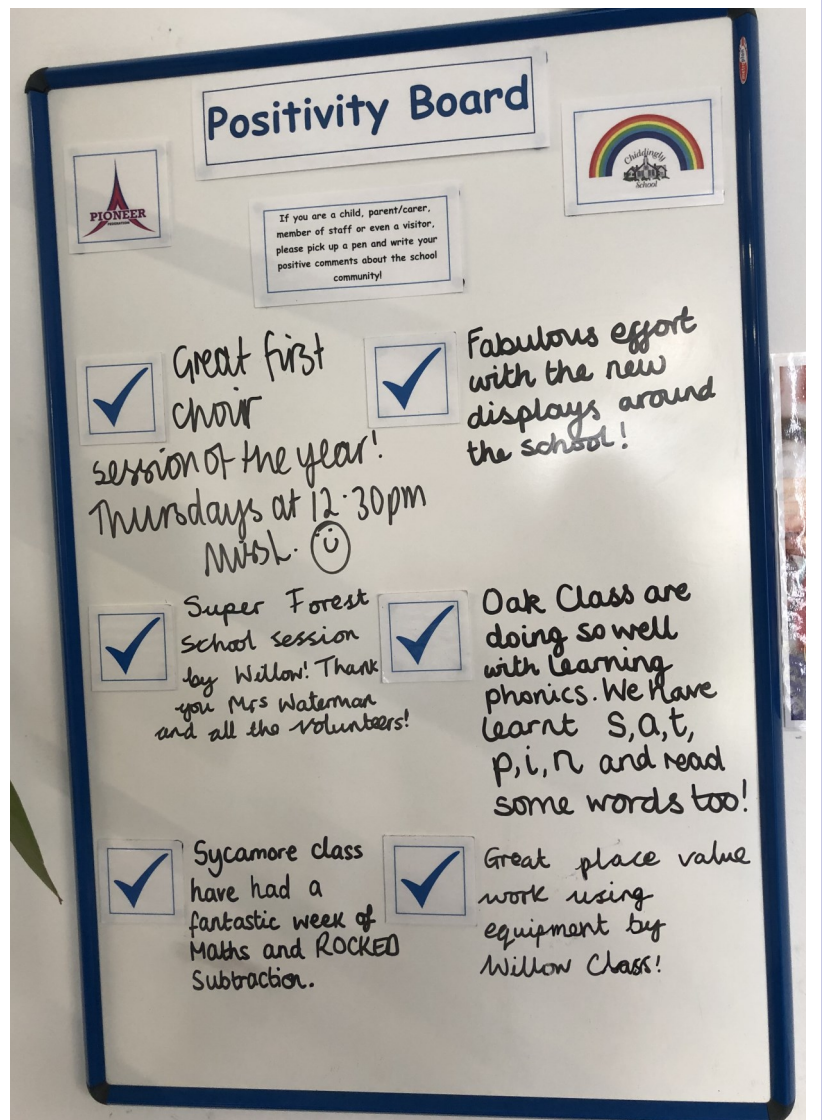 Positivity Board
PIONEER
FEDERATION
Chiddingly
School
If you are a child, parent/carer,
member of staff or even a visitor,
please pick up a pen and write your
positive comments about the school
community!
Great first
choir
session of the year!
Thursdays at 12.30pm
Miss L. ☺
Fabulous effort
with the new
displays around
the school!
Super Forest
School session
by Willow! Thank
you Mrs Waterman
and all the volunteers!
Oak Class are
doing so well
with learning
phonics. We have
learnt s, a, t,
p, i, n and read
some words too!
Sycamore class
have had a
fantastic week of
Maths and ROCKED
Subtraction.
Great place value
work using
equipment by
Willow Class!